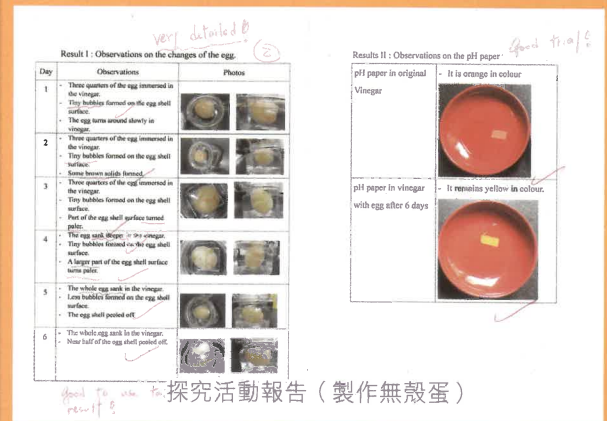 very detailed!
Result I : Observations on the changes of the egg.
Day Observations Photos
1
- Three quarters of the egg immersed in
the vinegar.
- Tiny bubbles formed on the egg shell
surface.
- The egg turns around slowly in
vinegar.
2
- Three quarters of the egg immersed in
the vinegar.
- Tiny bubbles formed on the egg shell
surface.
- Some brown solids formed.
3
- Three quarters of the egg immersed in
the vinegar.
- Tiny bubbles formed on the egg shell
surface.
- Part of the egg shell surface turned
paler.
4
- The egg sank deeper in the vinegar.
- Tiny bubbles formed on the egg shell
surface.
- A larger part of the egg shell surface
turns paler.
5
- The whole egg sank in the vinegar.
- Less bubbles formed on the egg shell
surface.
- The egg shell peeled off.
6
- The whole egg sank in the vinegar.
- Near half of the egg shell peeled off.
good to use
result!
good trial!
Results II : Observations on the pH paper
pH paper in original
Vinegar
- It is orange in colour
pH paper in vinegar
with egg after 6 days
- It remains yellow in colour.
探究活動報告（製作無殼蛋）